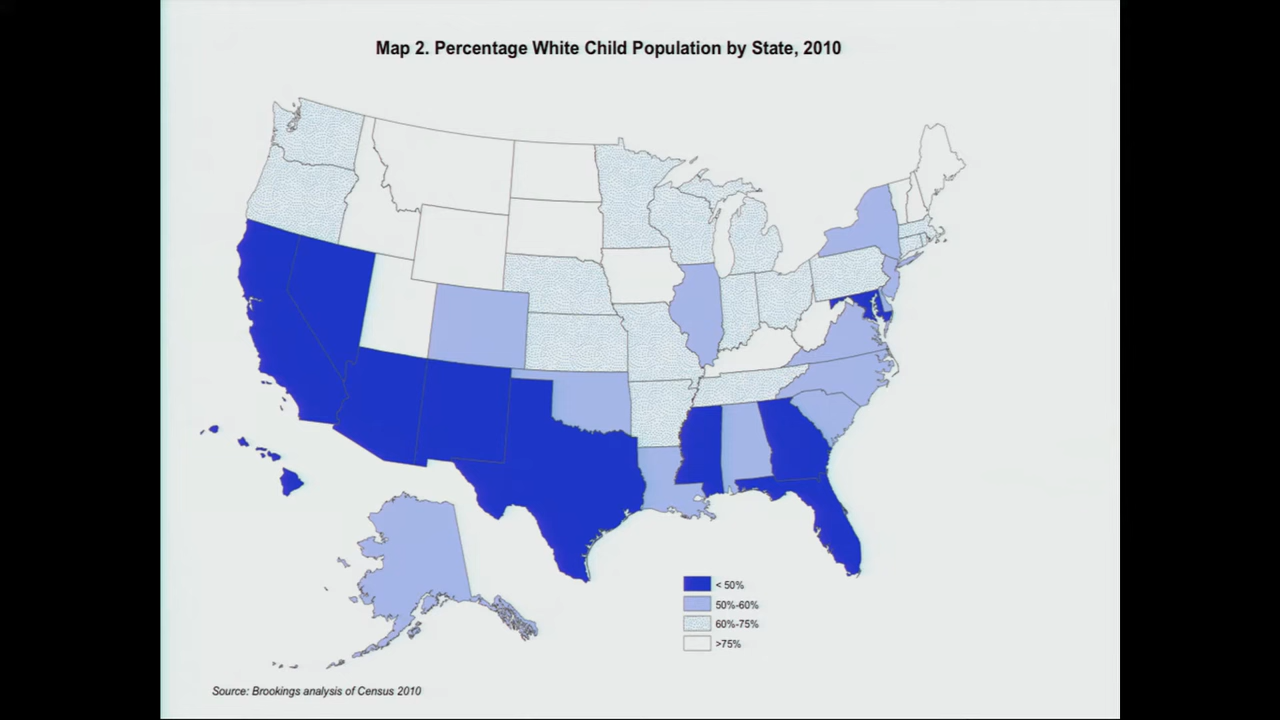 Map 2. Percentage White Child Population by State, 2010
< 50%
50%-60%
60%-75%
>75%
Source: Brookings analysis of Census 2010